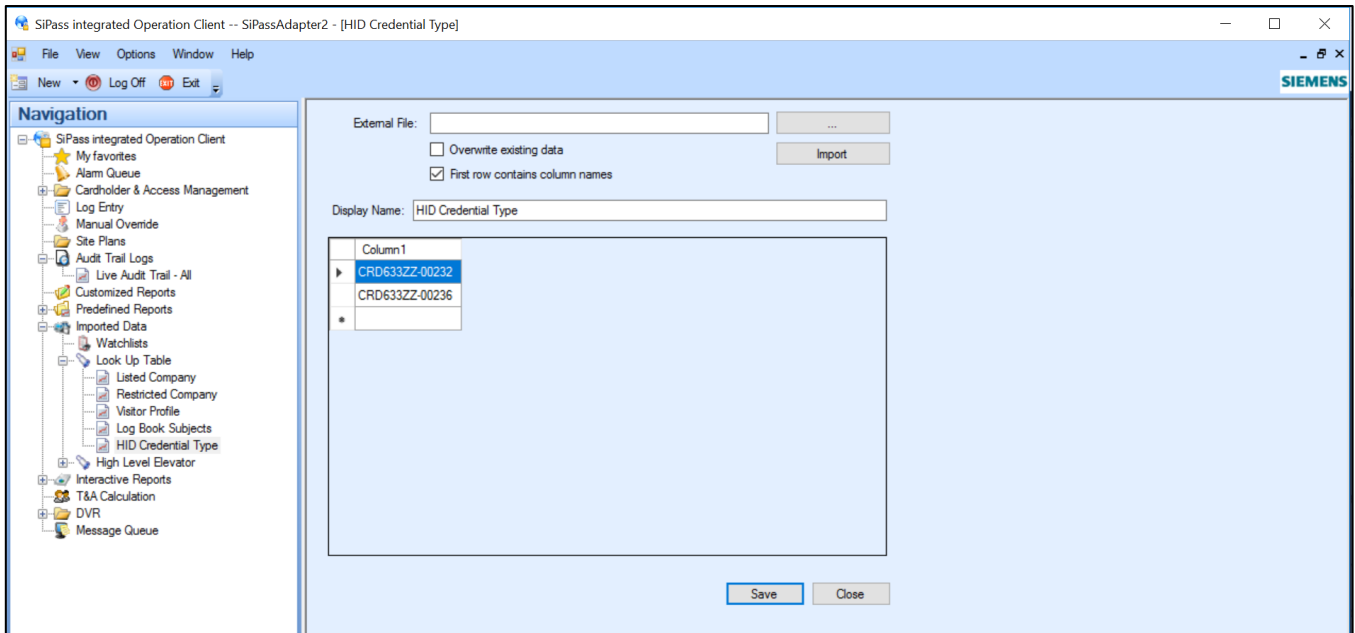 SiPass integrated Operation Client -- SiPassAdapter2 - [HID Credential Type]
File View Options Window Help
New Log Off Exit
SIEMENS
Navigation
SiPass integrated Operation Client
My favorites
Alarm Queue
Cardholder & Access Management
Log Entry
Manual Override
Site Plans
Audit Trail Logs
Live Audit Trail - All
Customized Reports
Predefined Reports
Imported Data
Watchlists
Look Up Table
Listed Company
Restricted Company
Visitor Profile
Log Book Subjects
HID Credential Type
High Level Elevator
Interactive Reports
T&A Calculation
DVR
Message Queue
External File: ...
Overwrite existing data Import
First row contains column names
Display Name: HID Credential Type
Column1
CRD633ZZ-00232
CRD633ZZ-00236
Save Close